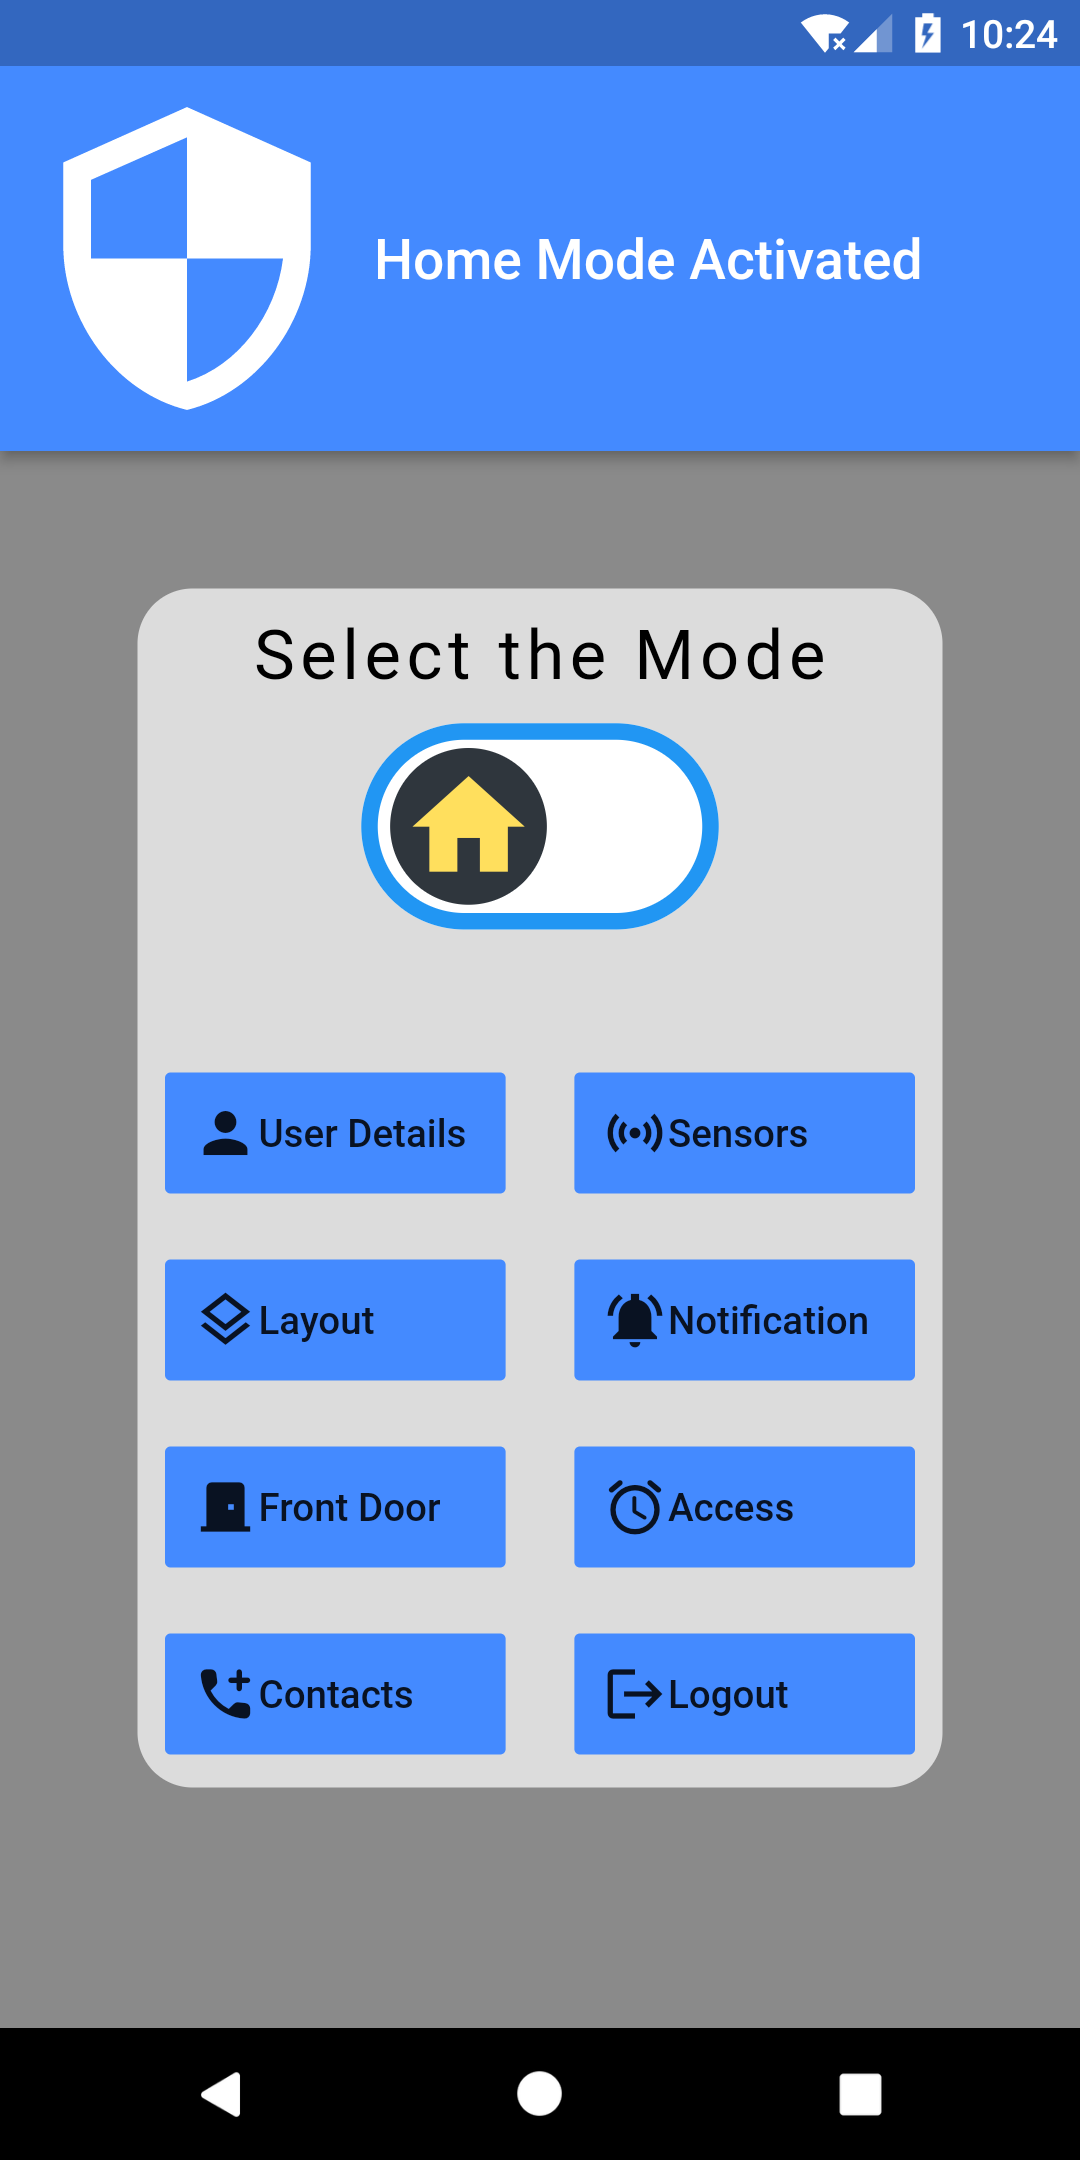 10:24
Home Mode Activated
Select the Mode
User Details
Sensors
Layout
Notification
Front Door
Access
Contacts
Logout